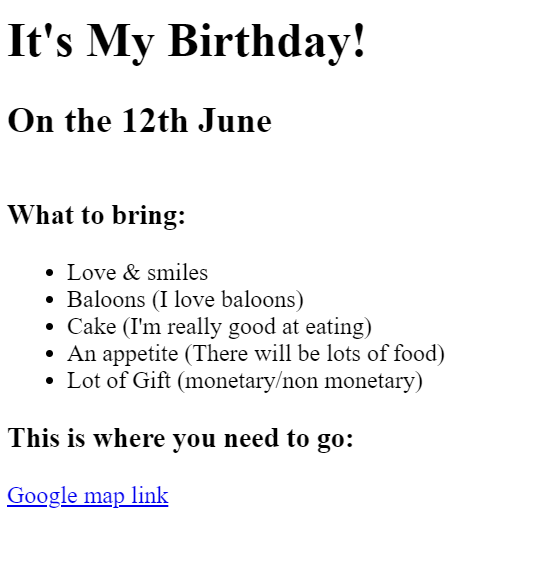 It's My Birthday!
On the 12th June
What to bring:
Love & smiles
Baloons (I love baloons)
Cake (I'm really good at eating)
An appetite (There will be lots of food)
Lot of Gift (monetary/non monetary)
This is where you need to go:
Google map link